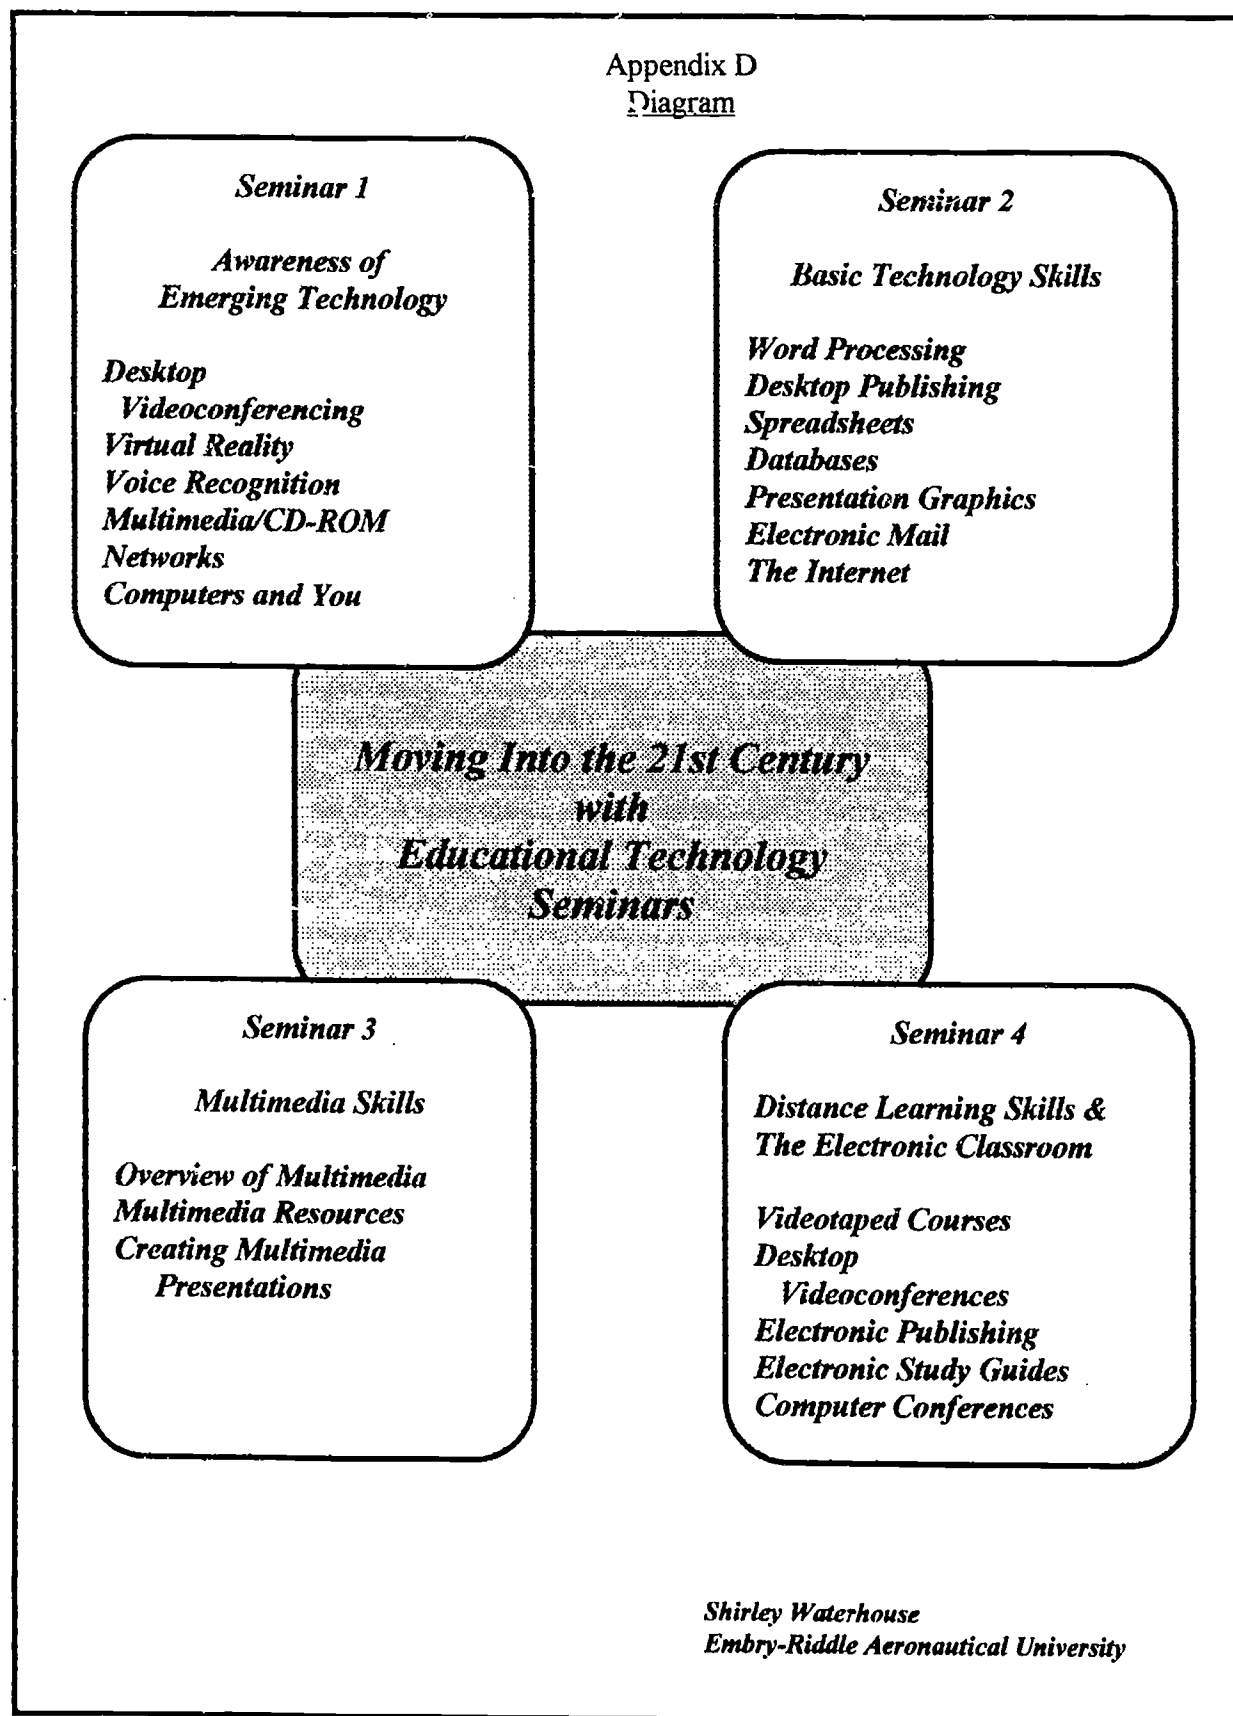 Appendix D
Diagram
Seminar 1
Awareness of
Emerging Technology
Desktop
Videoconferencing
Virtual Reality
Voice Recognition
Multimedia/CD-ROM
Networks
Computers and You
Seminar 2
Basic Technology Skills
Word Processing
Desktop Publishing
Spreadsheets
Databases
Presentation Graphics
Electronic Mail
The Internet
Moving Into the 21st Century
with
Educational Technology
Seminars
Seminar 3
Multimedia Skills
Overview of Multimedia
Multimedia Resources
Creating Multimedia
Presentations
Seminar 4
Distance Learning Skills &
The Electronic Classroom
Videotaped Courses
Desktop
Videoconferences
Electronic Publishing
Electronic Study Guides
Computer Conferences
Shirley Waterhouse
Embry-Riddle Aeronautical University